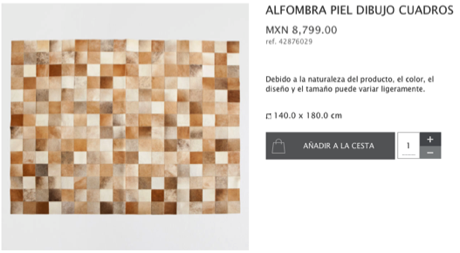 ALFOMBRA PIEL DIBUJO CUADROS
MXN 8,799.00
ref. 42876029
Debido a la naturaleza del producto, el color, el
diseño y el tamaño puede variar ligeramente.
140.0 x 180.0 cm
AÑADIR A LA CESTA
1
+
−